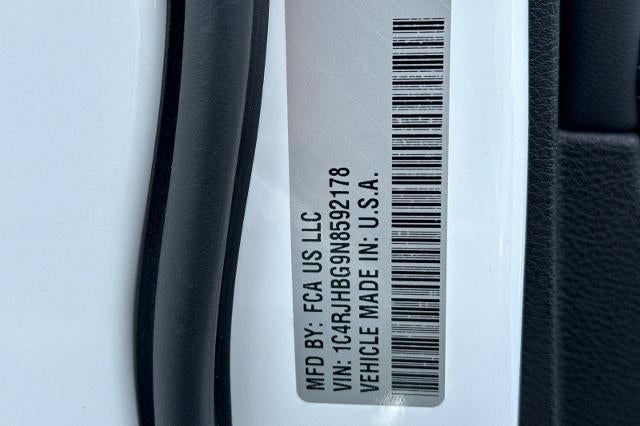 MFD BY: FCA US LLC
VIN: 1C4RJHBG9N8592178
VEHICLE MADE IN: U.S.A.